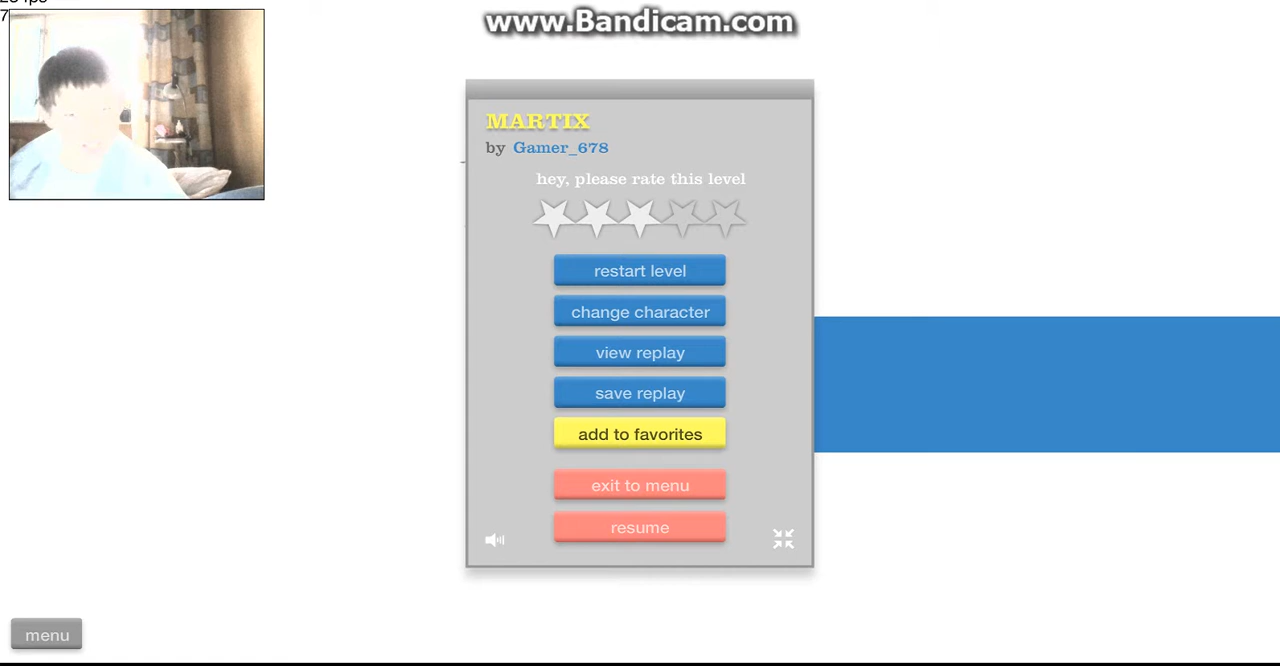 www.Bandicam.com
MARTIX
by Gamer_678
hey, please rate this level
restart level
change character
view replay
save replay
add to favorites
exit to menu
resume
menu